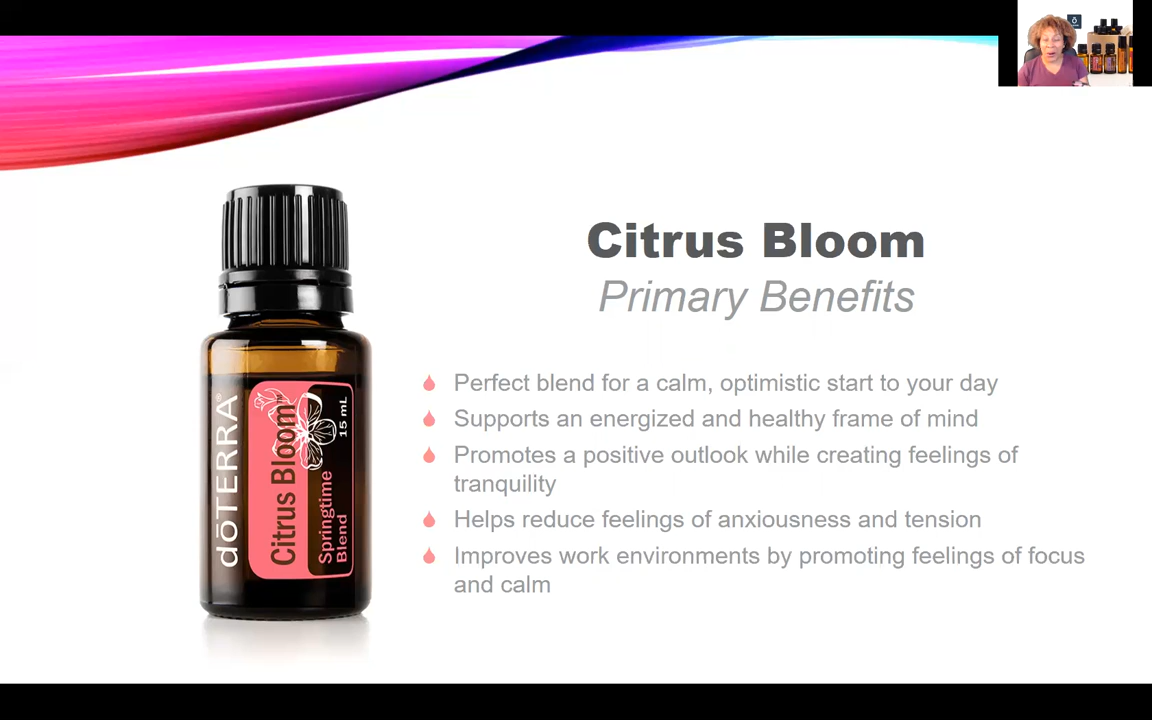 Citrus Bloom
Primary Benefits
Perfect blend for a calm, optimistic start to your day
Supports an energized and healthy frame of mind
Promotes a positive outlook while creating feelings of
tranquility
Helps reduce feelings of anxiousness and tension
Improves work environments by promoting feelings of focus
and calm
dōTERRA®
Citrus Bloom™
Springtime
Blend
15 mL